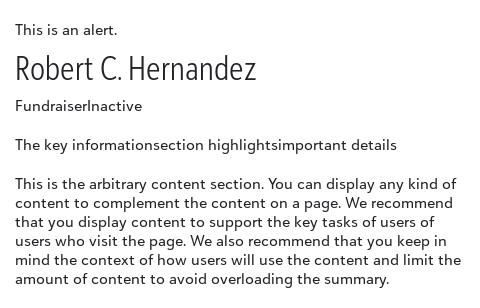 This is an alert.
Robert C. Hernandez
FundraiserInactive
The key informationsection highlightsimportant details
This is the arbitrary content section. You can display any kind of
content to complement the content on a page. We recommend
that you display content to support the key tasks of users of
users who visit the page. We also recommend that you keep in
mind the context of how users will use the content and limit the
amount of content to avoid overloading the summary.